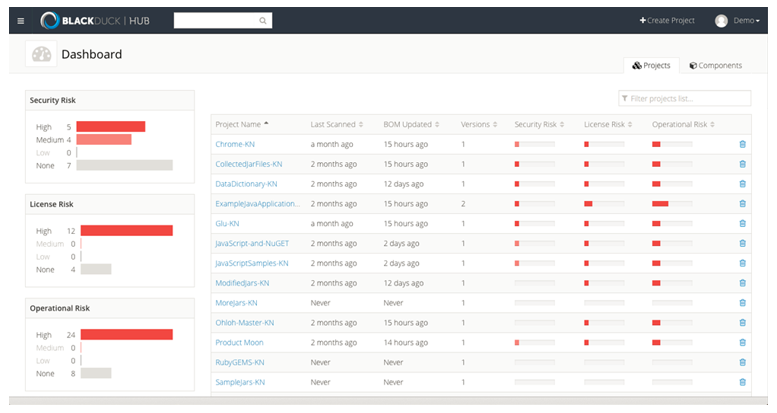 BLACKDUCK | HUB
Create Project
Demo
Dashboard
Projects
Components
Security Risk
High 5
Medium 4
Low 0
None 7
License Risk
High 12
Medium 0
Low 0
None 4
Operational Risk
High 24
Medium 0
Low 0
None 8
Filter projects list...
Project Name Last Scanned BOM Updated Versions Security Risk License Risk Operational Risk
Chrome-KN a month ago 15 hours ago 1
CollectedJarFiles-KN 2 months ago 15 hours ago 1
DataDictionary-KN 2 months ago 12 days ago 1
ExampleJavaApplication... 2 months ago 15 hours ago 2
Glu-KN a month ago 15 hours ago 1
JavaScript-and-NuGET 2 months ago 2 days ago 1
JavaScriptSamples-KN 2 months ago 2 days ago 1
ModifiedJars-KN 2 months ago 12 days ago 1
MoreJars-KN Never Never 1
Ohloh-Master-KN 2 months ago 15 hours ago 1
Product Moon 2 months ago 14 hours ago 1
RubyGEMS-KN Never Never 1
SampleJars-KN Never Never 1